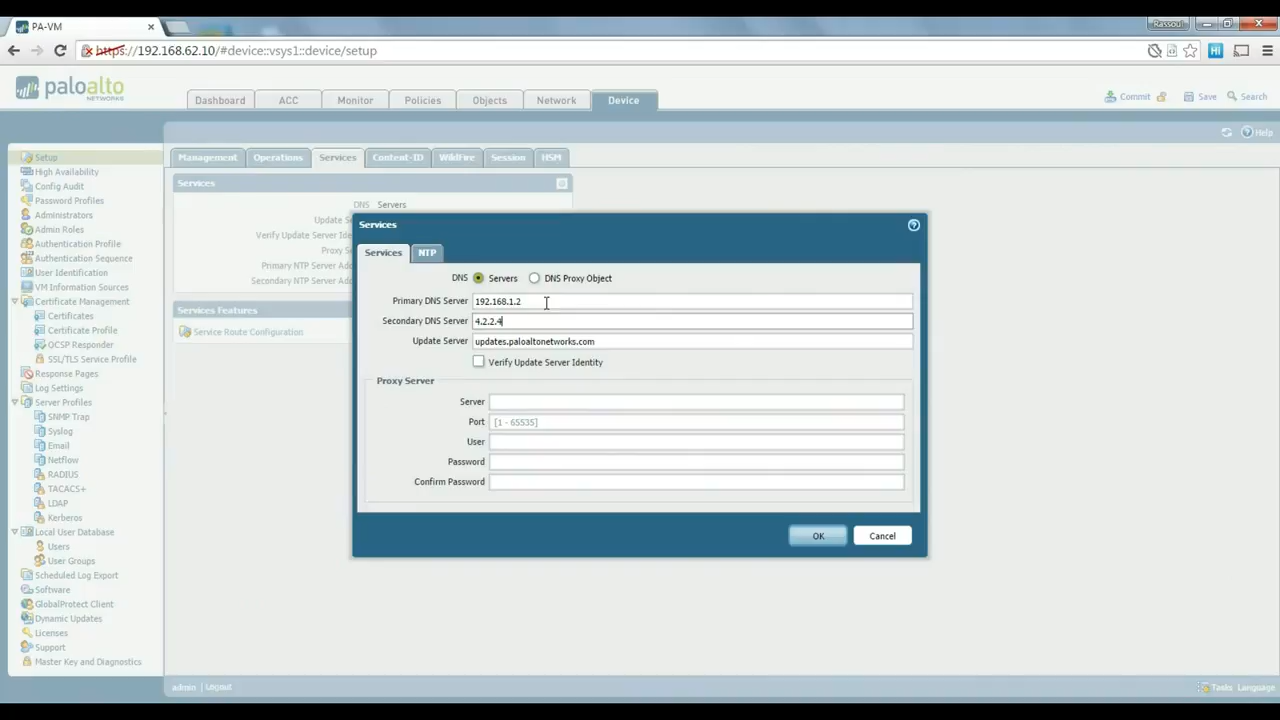 PA-VM
Rassoul
https://192.168.62.10/#device::vsys1::device/setup
paloalto
NETWORKS
Dashboard ACC Monitor Policies Objects Network Device
Commit Save Search
Help
Setup
High Availability
Config Audit
Password Profiles
Administrators
Admin Roles
Authentication Profile
Authentication Sequence
User Identification
VM Information Sources
Certificate Management
Certificates
Certificate Profile
OCSP Responder
SSL/TLS Service Profile
Response Pages
Log Settings
Server Profiles
SNMP Trap
Syslog
Email
Netflow
RADIUS
TACACS+
LDAP
Kerberos
Local User Database
Users
User Groups
Scheduled Log Export
Software
GlobalProtect Client
Dynamic Updates
Licenses
Support
Master Key and Diagnostics
Management Operations Services Content-ID WildFire Session HSM
Services
DNS Servers
Update Se
Verify Update Server Ide
Proxy Se
Primary NTP Server Add
Secondary NTP Server Add
Services Features
Service Route Configuration
Services
Services NTP
DNS Servers DNS Proxy Object
Primary DNS Server 192.168.1.2
Secondary DNS Server 4.2.2.4
Update Server updates.paloaltonetworks.com
Verify Update Server Identity
Proxy Server
Server
Port [1 - 65535]
User
Password
Confirm Password
OK Cancel
admin | Logout
Tasks Language